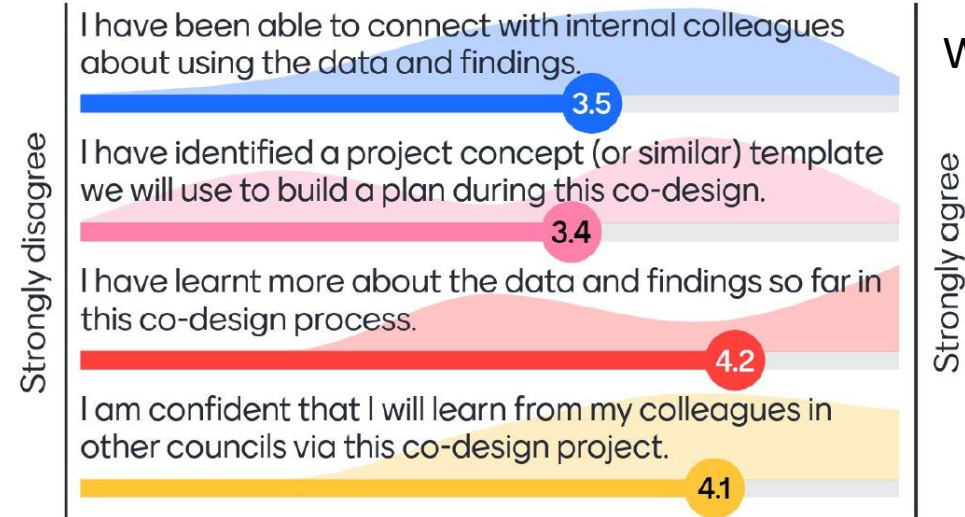 I have been able to connect with internal colleagues
about using the data and findings.
3.5
I have identified a project concept (or similar) template
we will use to build a plan during this co-design.
3.4
I have learnt more about the data and findings so far in
this co-design process.
4.2
I am confident that I will learn from my colleagues in
other councils via this co-design project.
4.1
Strongly disagree
Strongly agree